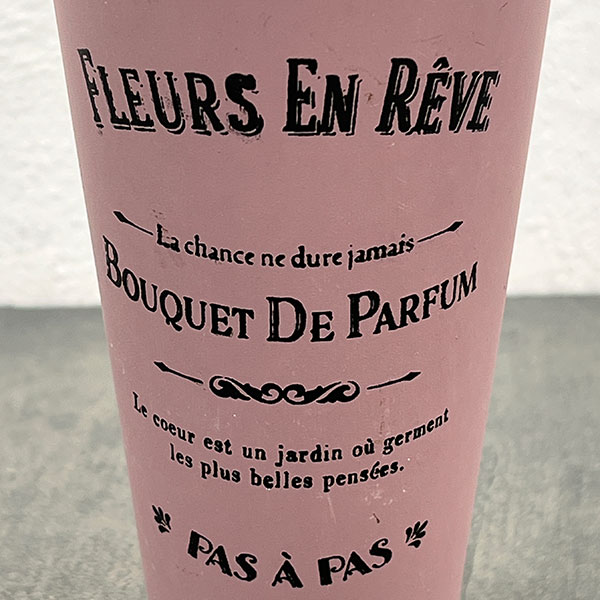 Fleurs En Rêve
La chance ne dure jamais
Bouquet De Parfum
Le coeur est un jardin où germent
les plus belles pensées.
PAS À PAS